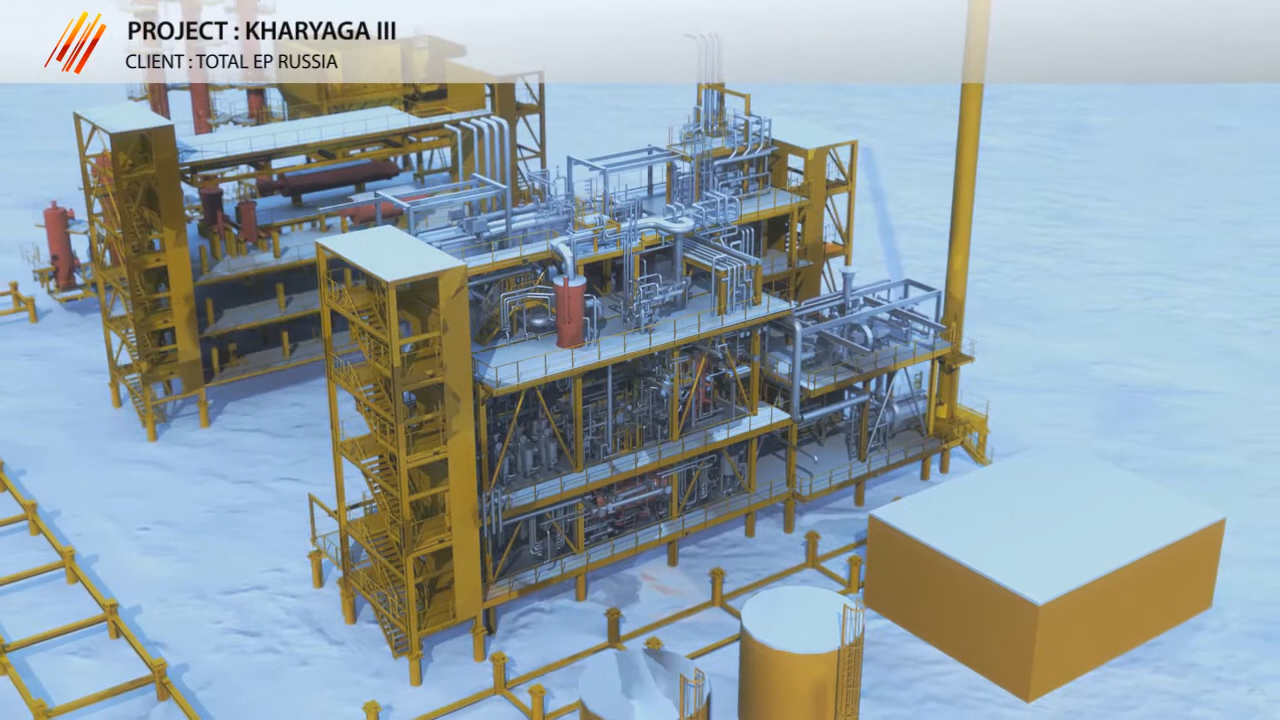 PROJECT : KHARYAGA III
CLIENT : TOTAL EP RUSSIA